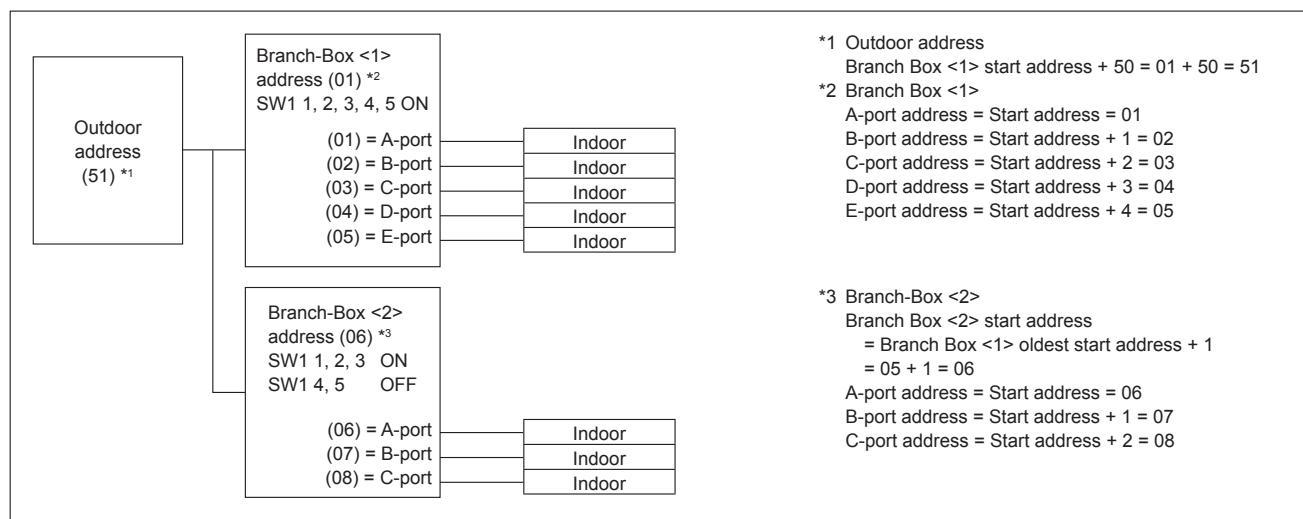 Outdoor
address
(51) *1
Branch-Box <1>
address (01) *2
SW1 1, 2, 3, 4, 5 ON
(01) = A-port
(02) = B-port
(03) = C-port
(04) = D-port
(05) = E-port
Indoor
Indoor
Indoor
Indoor
Indoor
Branch-Box <2>
address (06) *3
SW1 1, 2, 3 ON
SW1 4, 5 OFF
(06) = A-port
(07) = B-port
(08) = C-port
Indoor
Indoor
Indoor
*1 Outdoor address
Branch Box <1> start address + 50 = 01 + 50 = 51
*2 Branch Box <1>
A-port address = Start address = 01
B-port address = Start address + 1 = 02
C-port address = Start address + 2 = 03
D-port address = Start address + 3 = 04
E-port address = Start address + 4 = 05
*3 Branch-Box <2>
Branch Box <2> start address
= Branch Box <1> oldest start address + 1
= 05 + 1 = 06
A-port address = Start address = 06
B-port address = Start address + 1 = 07
C-port address = Start address + 2 = 08